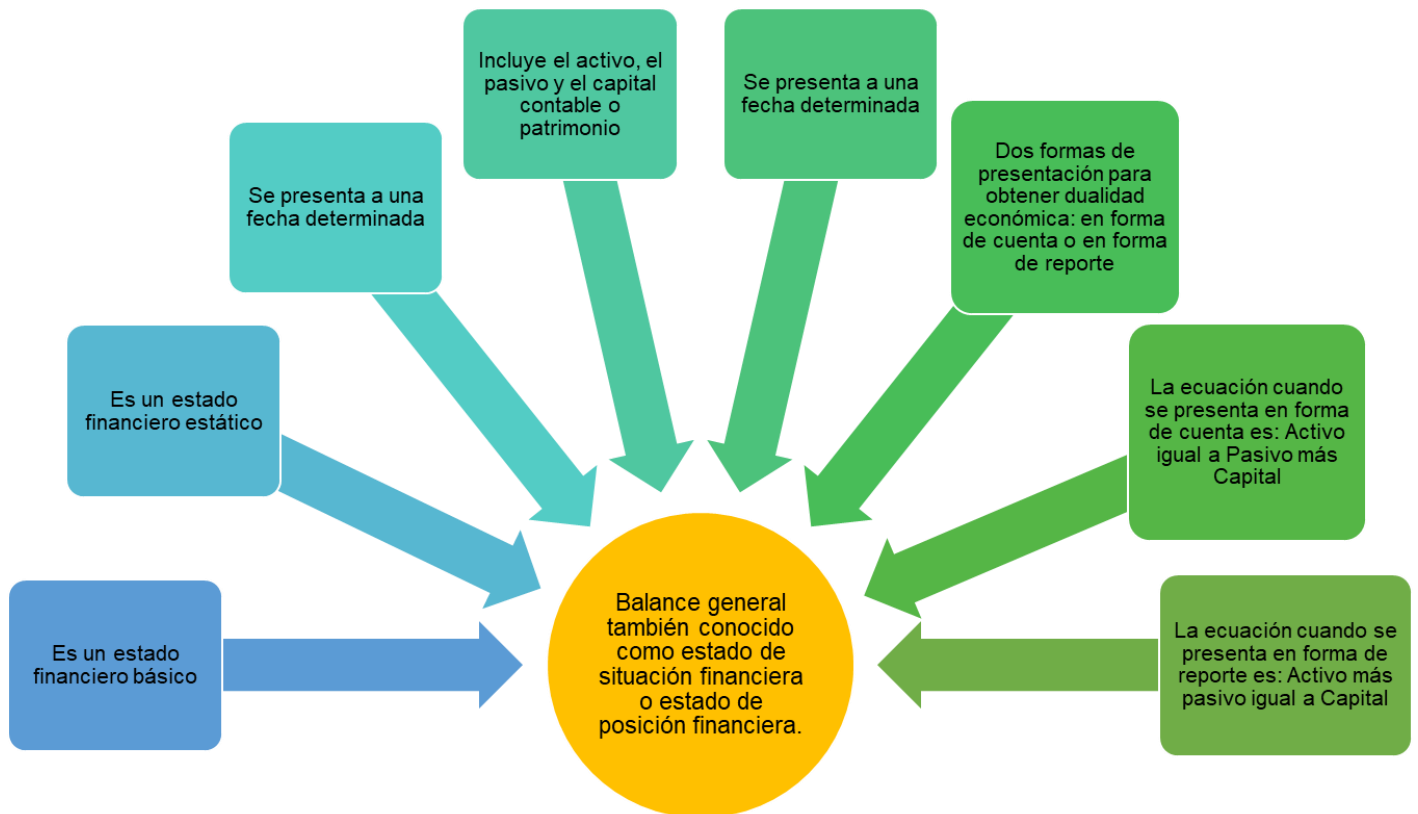 Es un estado
financiero básico
Es un estado
financiero estático
Se presenta a una
fecha determinada
Incluye el activo, el
pasivo y el capital
contable o
patrimonio
Se presenta a una
fecha determinada
Dos formas de
presentación para
obtener dualidad
económica: en forma
de cuenta o en forma
de reporte
La ecuación cuando
se presenta en forma
de cuenta es: Activo
igual a Pasivo más
Capital
La ecuación cuando se
presenta en forma de
reporte es: Activo más
pasivo igual a Capital
Balance general
también conocido
como estado de
situación financiera
o estado de
posición financiera.